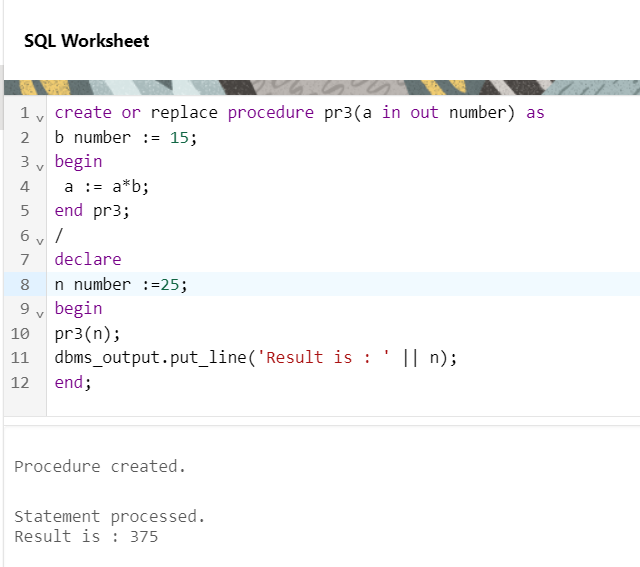 SQL Worksheet
1 create or replace procedure pr3(a in out number) as
2 b number := 15;
3 begin
4  a := a*b;
5 end pr3;
6 /
7 declare
8 n number :=25;
9 begin
10 pr3(n);
11 dbms_output.put_line('Result is : ' || n);
12 end;
Procedure created.
Statement processed.
Result is : 375